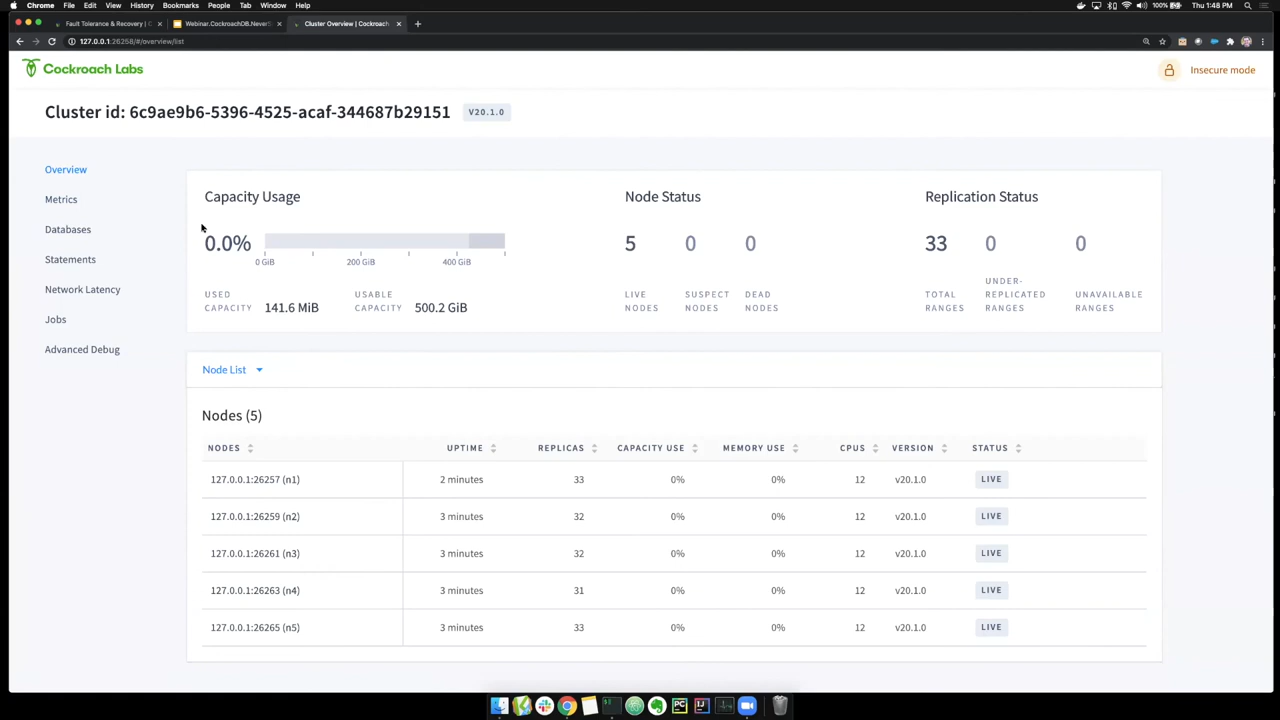 Chrome File Edit View History Bookmarks People Tab Window Help 100% Thu 1:48 PM
Fault Tolerance & Recovery | C Webinar.CockroachDB.Never Cluster Overview | Cockroach
127.0.0.1:26258/#/overview/list
Cockroach Labs Insecure mode
Cluster id: 6c9ae9b6-5396-4525-acaf-344687b29151 V20.1.0
Overview
Metrics
Databases
Statements
Network Latency
Jobs
Advanced Debug
Capacity Usage
0.0%
0 GiB 200 GiB 400 GiB
USED CAPACITY 141.6 MiB
USABLE CAPACITY 500.2 GiB
Node Status
5 0 0
LIVE NODES
SUSPECT NODES
DEAD NODES
Replication Status
33 0 0
TOTAL RANGES
UNDER-REPLICATED RANGES
UNAVAILABLE RANGES
Node List
Nodes (5)
NODES UPTIME REPLICAS CAPACITY USE MEMORY USE CPUS VERSION STATUS
127.0.0.1:26257 (n1) 2 minutes 33 0% 0% 12 v20.1.0 LIVE
127.0.0.1:26259 (n2) 3 minutes 32 0% 0% 12 v20.1.0 LIVE
127.0.0.1:26261 (n3) 3 minutes 32 0% 0% 12 v20.1.0 LIVE
127.0.0.1:26263 (n4) 3 minutes 31 0% 0% 12 v20.1.0 LIVE
127.0.0.1:26265 (n5) 3 minutes 33 0% 0% 12 v20.1.0 LIVE